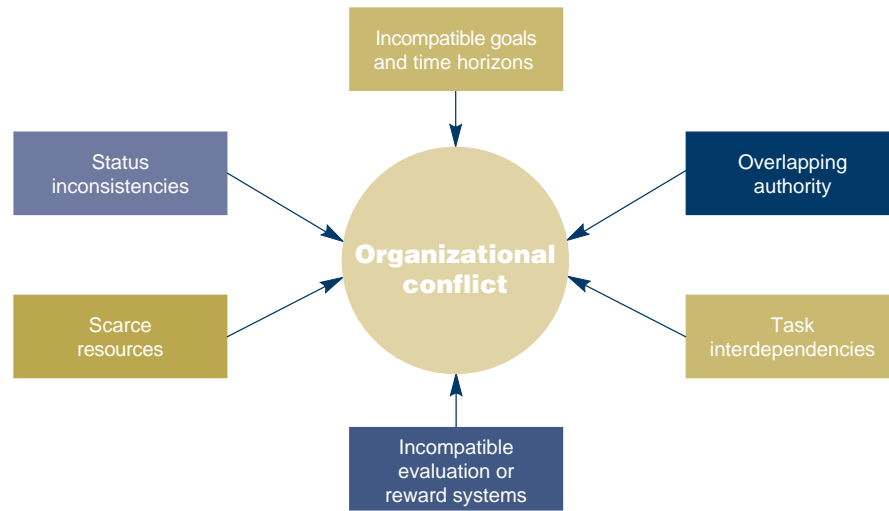 Incompatible goals
and time horizons
Status
inconsistencies
Overlapping
authority
Organizational
conflict
Scarce
resources
Task
interdependencies
Incompatible
evaluation or
reward systems